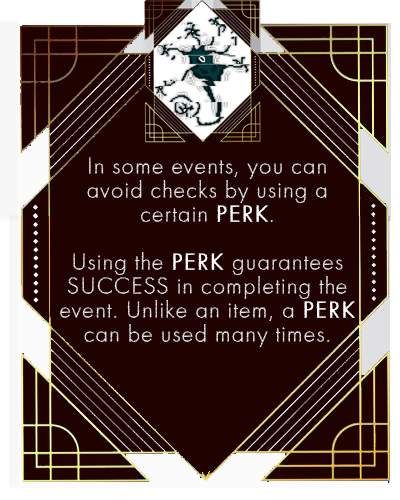 In some events, you can
avoid checks by using a
certain PERK.
Using the PERK guarantees
SUCCESS in completing the
event. Unlike an item, a PERK
can be used many times.